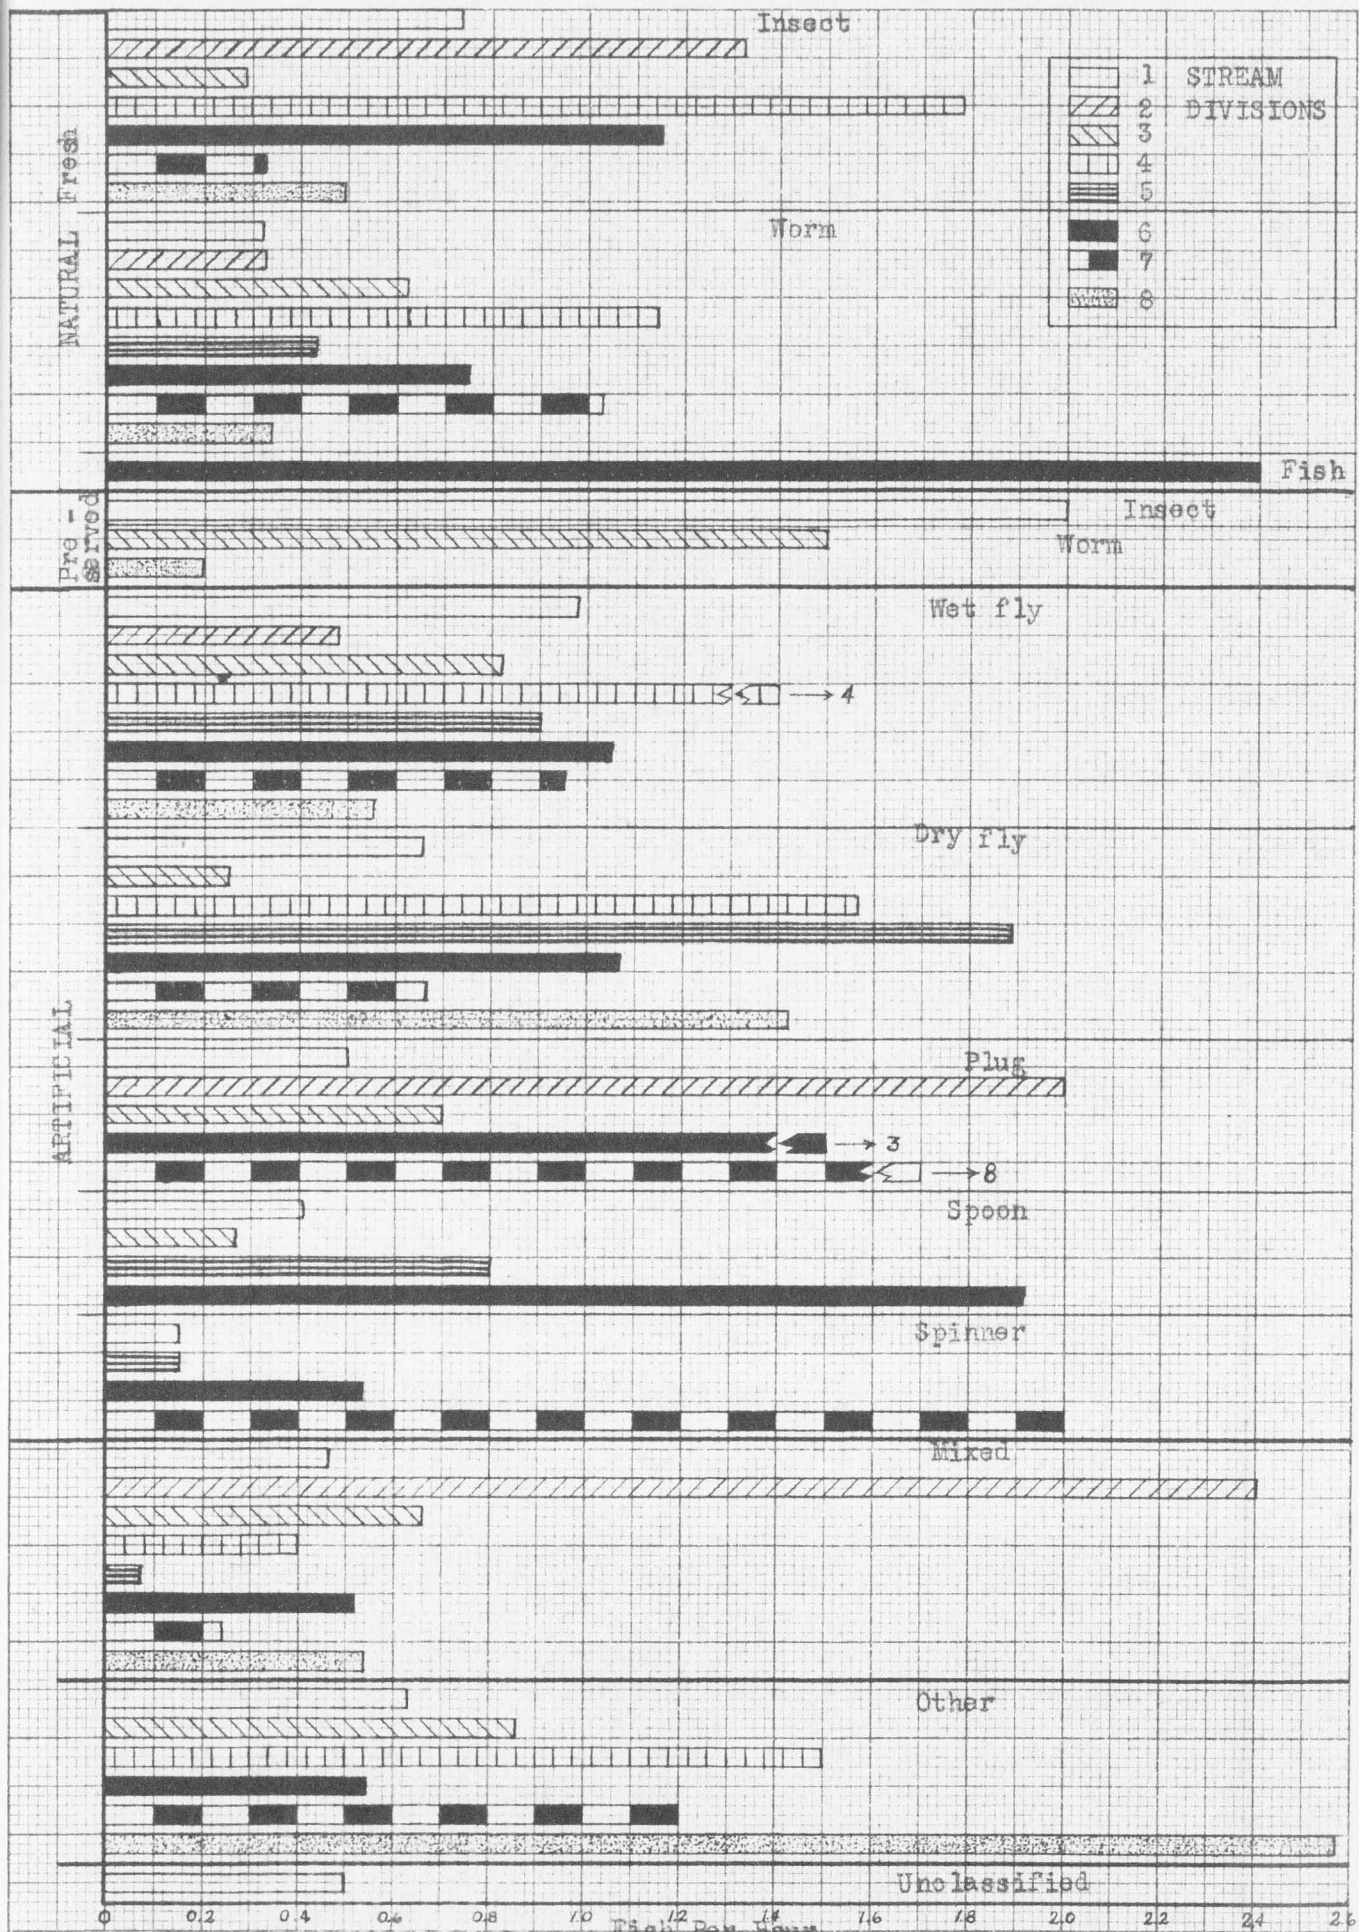 Insect
1 STREAM
2 DIVISIONS
3
4
5
6
7
8
NATURAL Fresh
Worm
Fish
Pre-
served
Insect
Worm
Wet fly
4
Dry fly
ARTIFICIAL
Plug
3
8
Spoon
Spinner
Mixed
Other
Unclassified
0 0.2 0.4 0.6 0.8 1.0 1.2 1.4 1.6 1.8 2.0 2.2 2.4 2.6
Fish Per Hour